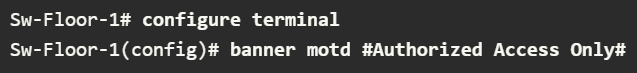 Sw-Floor-1# configure terminal
Sw-Floor-1(config)# banner motd #Authorized Access Only#